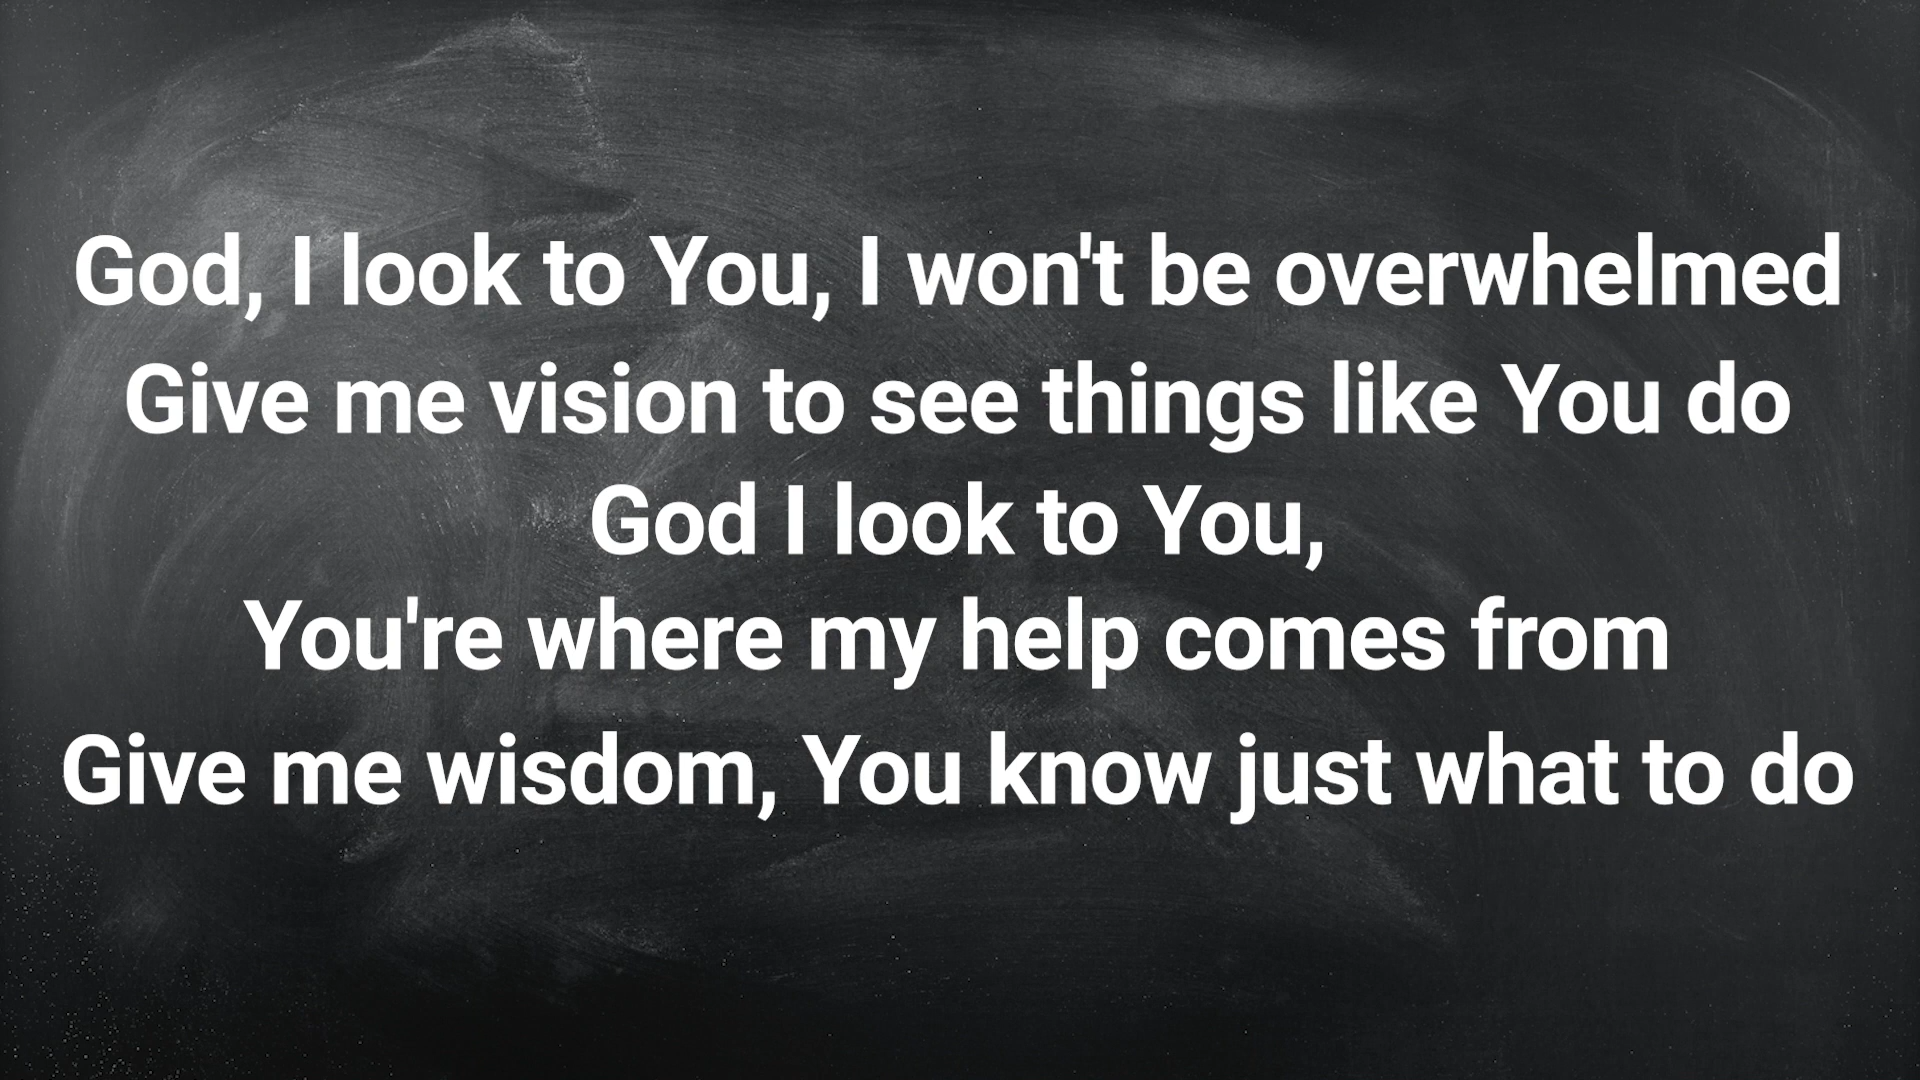 God, I look to You, I won't be overwhelmed
Give me vision to see things like You do
God I look to You,
You're where my help comes from
Give me wisdom, You know just what to do